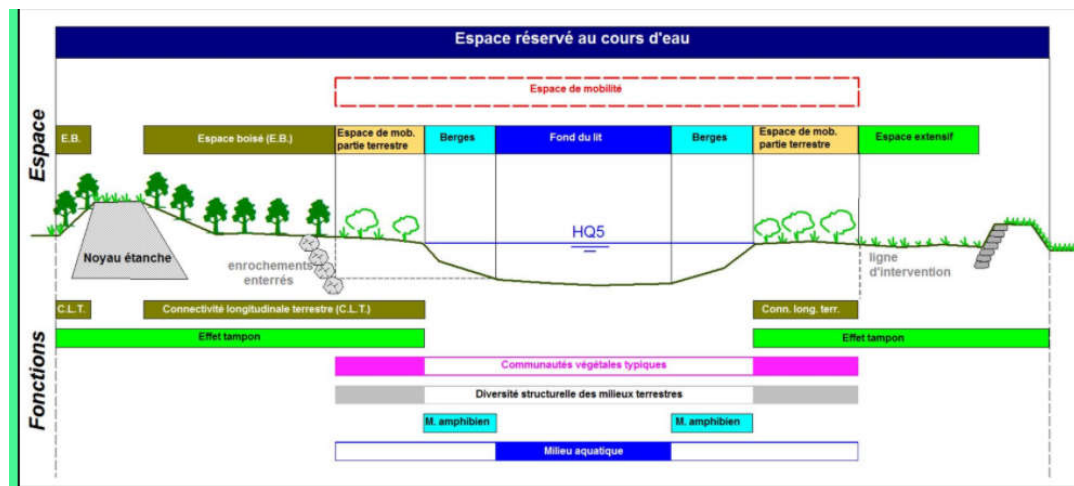 Espace réservé au cours d'eau
Espace
Espace de mobilité
E.B.
Espace boisé (E.B.)
Espace de mob.
partie terrestre
Berges
Fond du lit
Berges
Espace de mob.
partie terrestre
Espace extensif
HQ5
Noyau étanche
enrochements
enterrés
ligne
d'intervention
Fonctions
C.L.T.
Connectivité longitudinale terrestre (C.L.T.)
Conn. long. terr.
Effet tampon
Effet tampon
Communautés végétales typiques
Diversité structurelle des milieux terrestres
M. amphibien
M. amphibien
Milieu aquatique